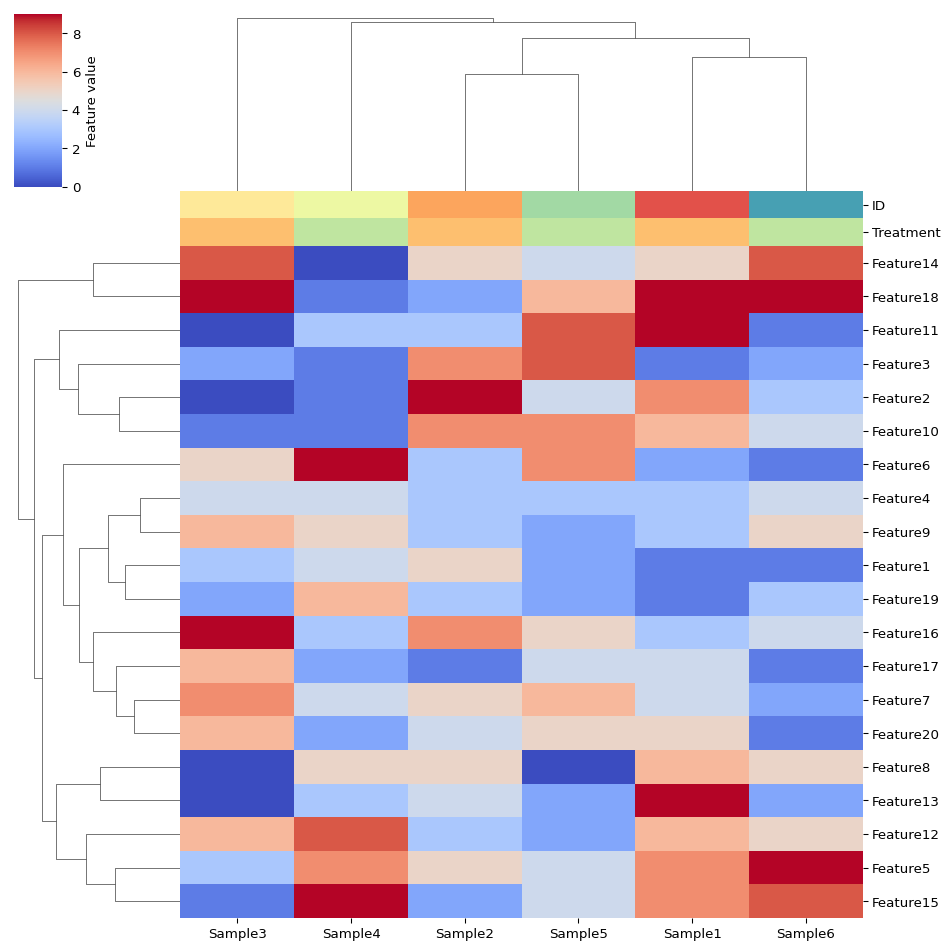 8
6
4
2
0
Feature value
ID
Treatment
Feature14
Feature18
Feature11
Feature3
Feature2
Feature10
Feature6
Feature4
Feature9
Feature1
Feature19
Feature16
Feature17
Feature7
Feature20
Feature8
Feature13
Feature12
Feature5
Feature15
Sample3 Sample4 Sample2 Sample5 Sample1 Sample6